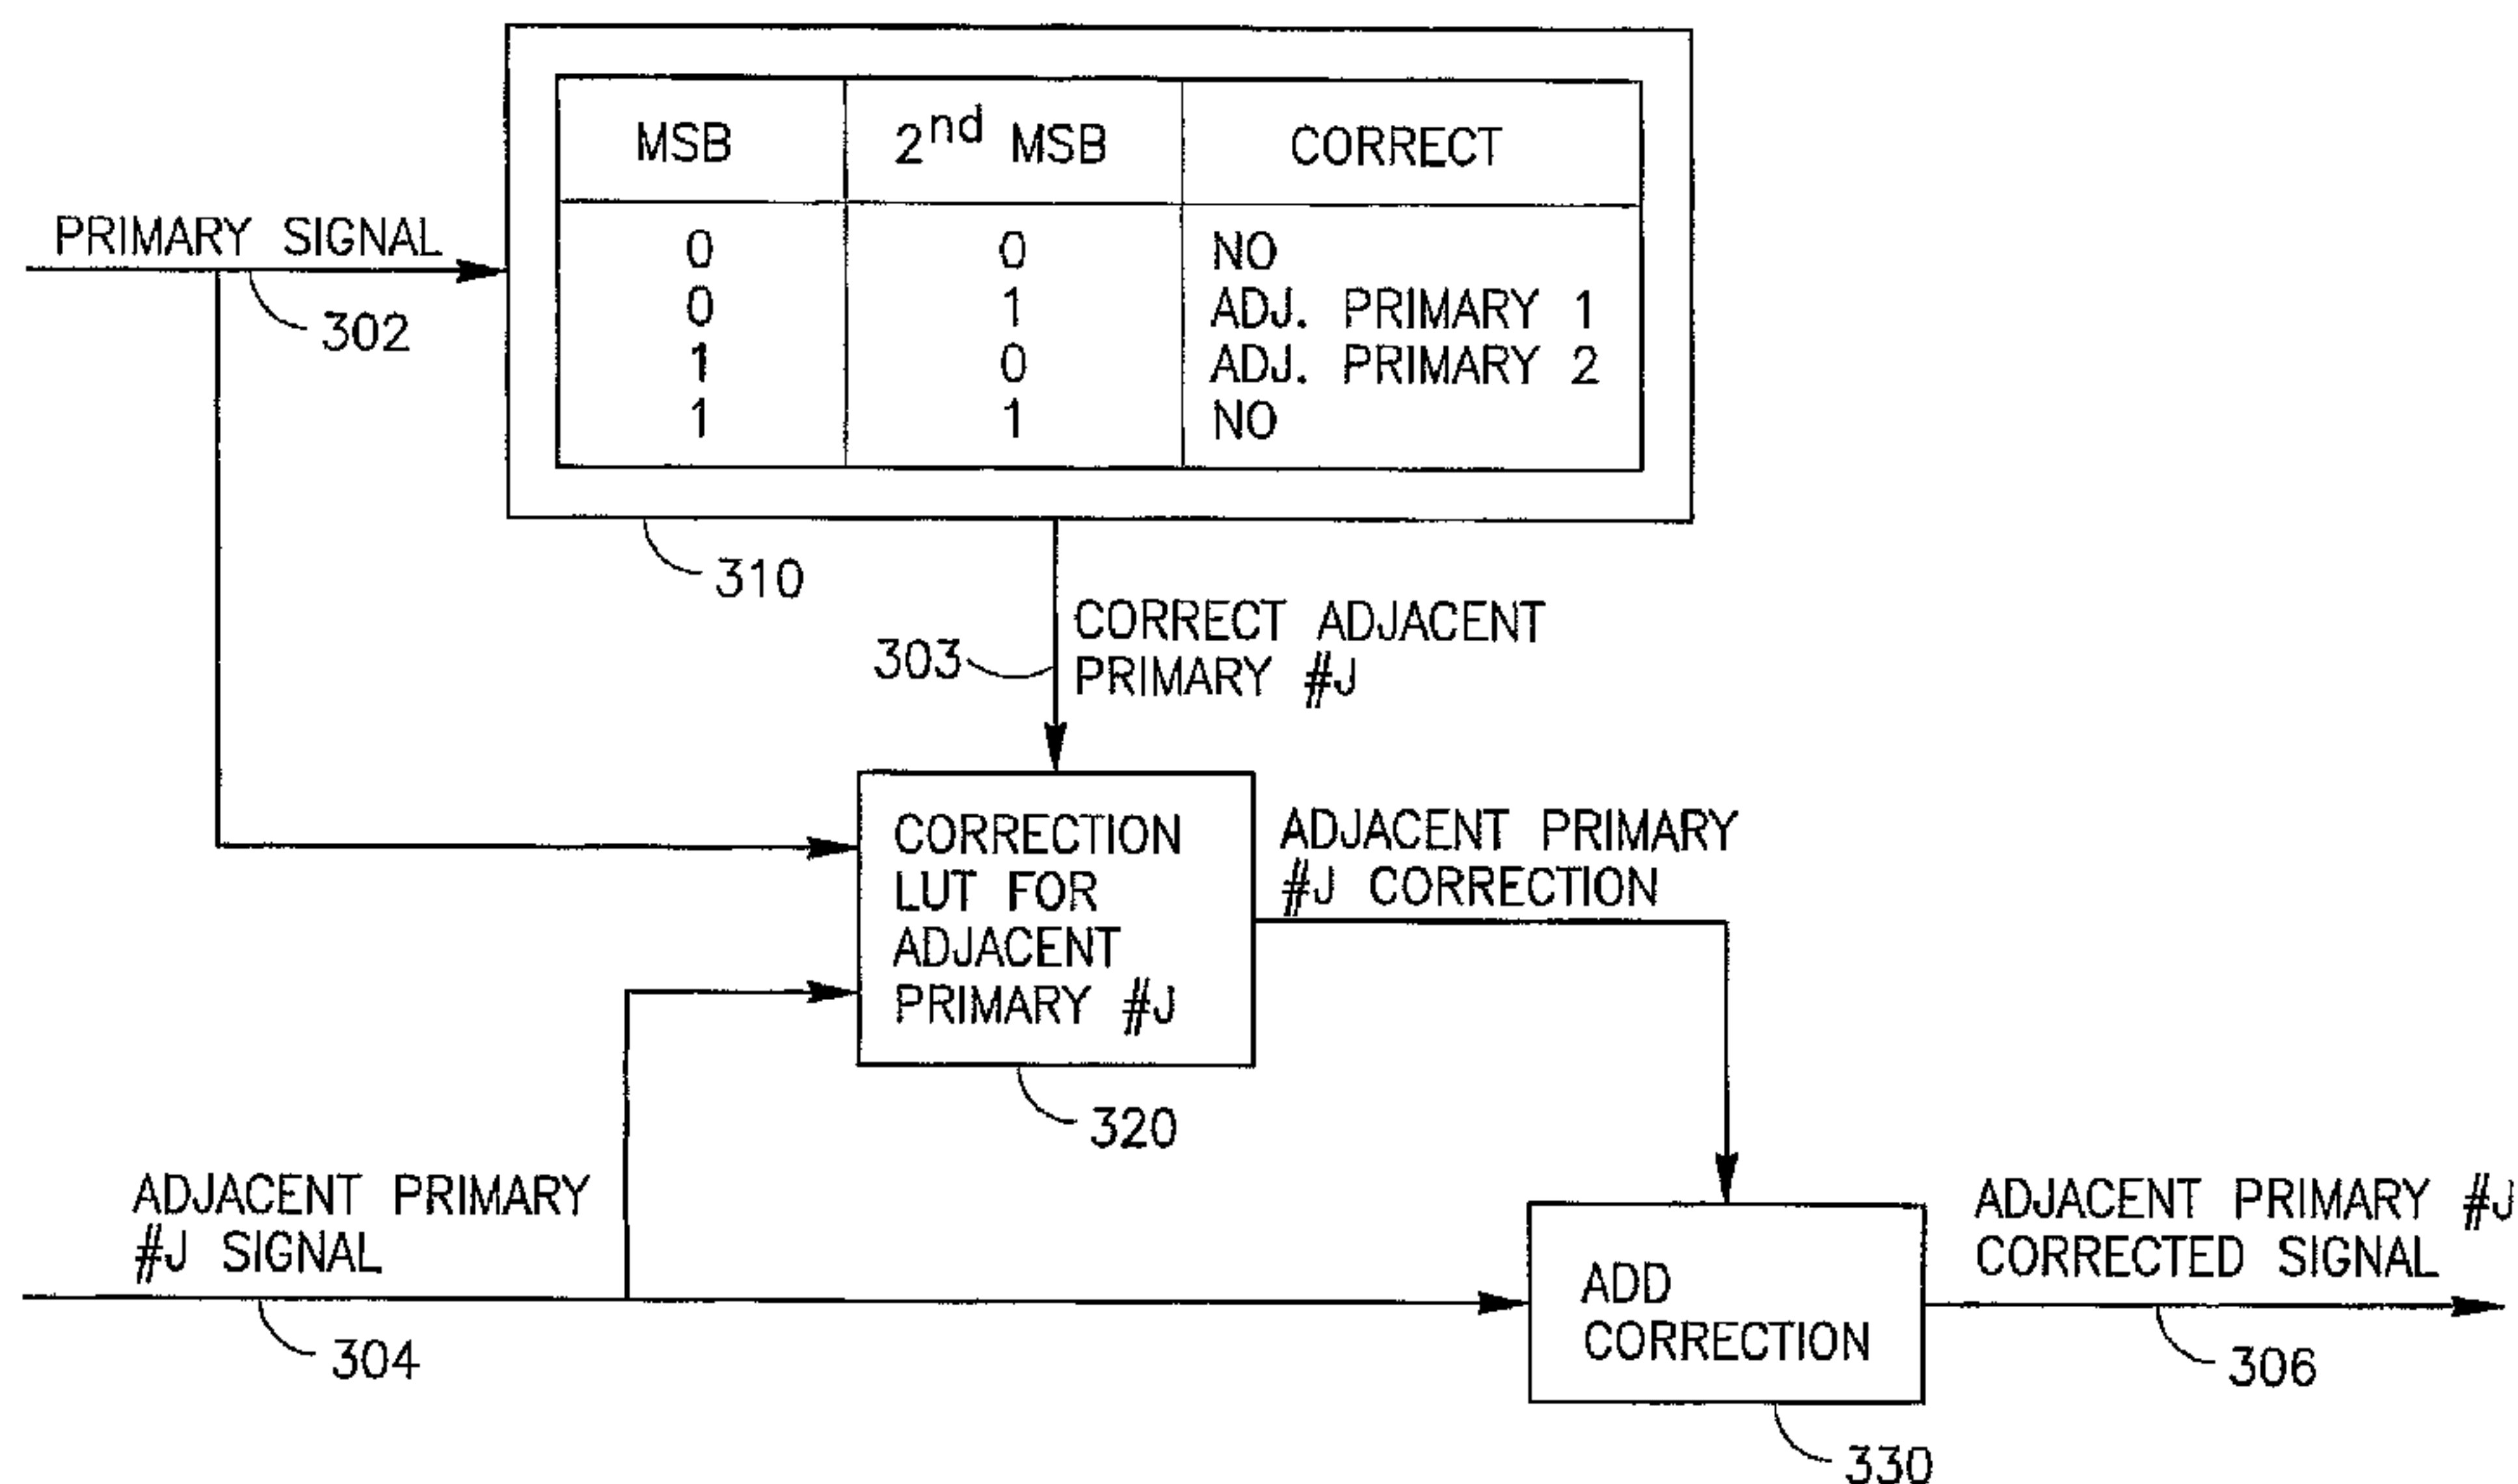 MSB 2nd MSB CORRECT
PRIMARY SIGNAL
0 0 NO
0 1 ADJ. PRIMARY 1
302
1 0 ADJ. PRIMARY 2
1 1 NO
310
CORRECT ADJACENT
PRIMARY #J
303
CORRECTION
LUT FOR
ADJACENT
PRIMARY #J
ADJACENT PRIMARY
#J CORRECTION
320
ADJACENT PRIMARY
#J SIGNAL
304
ADD
CORRECTION
ADJACENT PRIMARY #J
CORRECTED SIGNAL
306
330